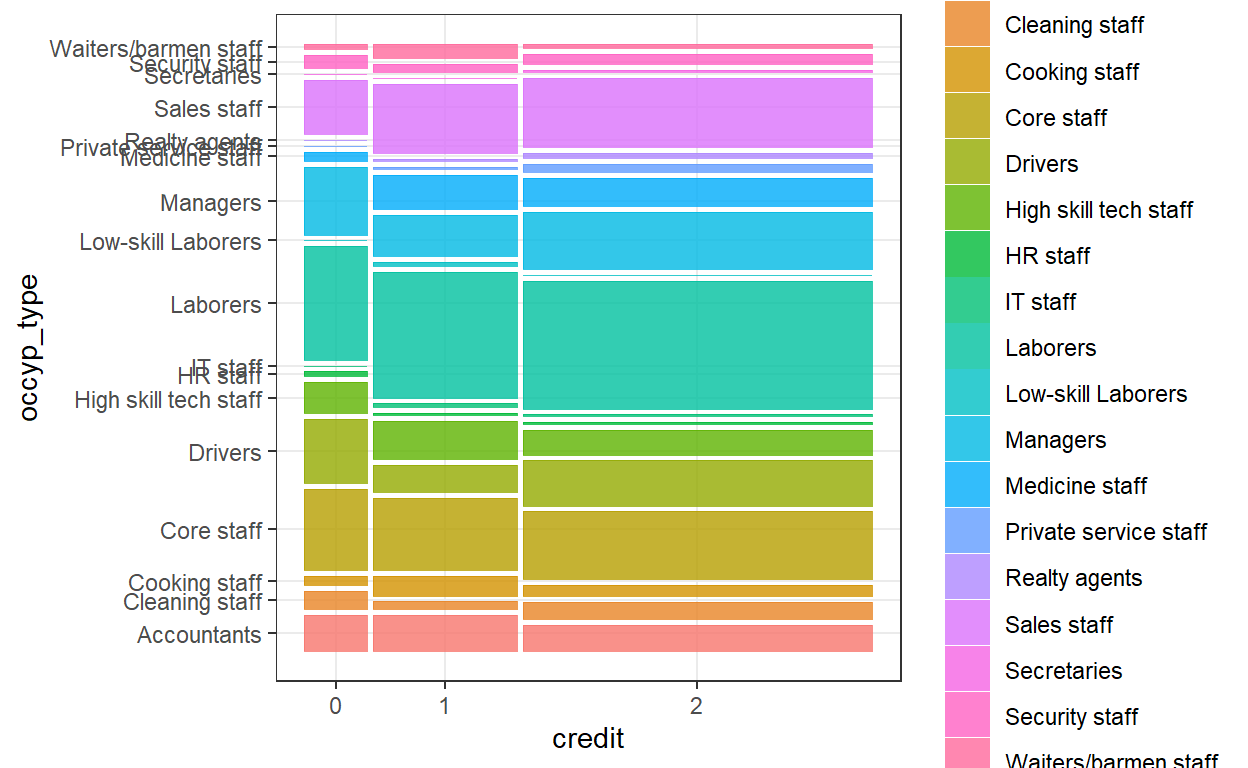 occyp_type
Waiters/barmen staff
Security staff
Secretaries
Sales staff
Realty agents
Private service staff
Medicine staff
Managers
Low-skill Laborers
Laborers
IT staff
HR staff
High skill tech staff
Drivers
Core staff
Cooking staff
Cleaning staff
Accountants
0 1 2
credit
Cleaning staff
Cooking staff
Core staff
Drivers
High skill tech staff
HR staff
IT staff
Laborers
Low-skill Laborers
Managers
Medicine staff
Private service staff
Realty agents
Sales staff
Secretaries
Security staff
Waiters/barmen staff